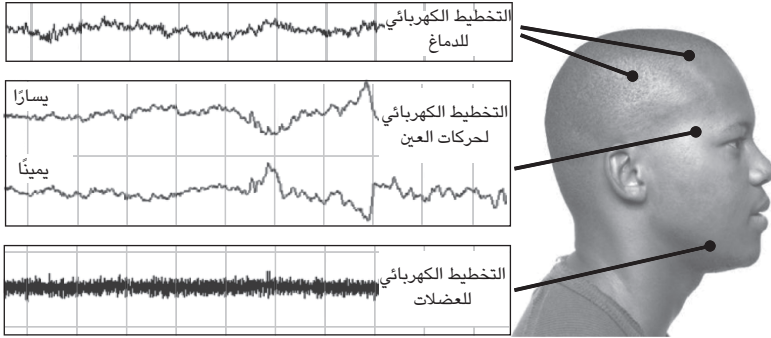 التخطيط الكهربائي
للدماغ
يسارًا
التخطيط الكهربائي
لحركات العين
يمينًا
التخطيط الكهربائي
للعضلات